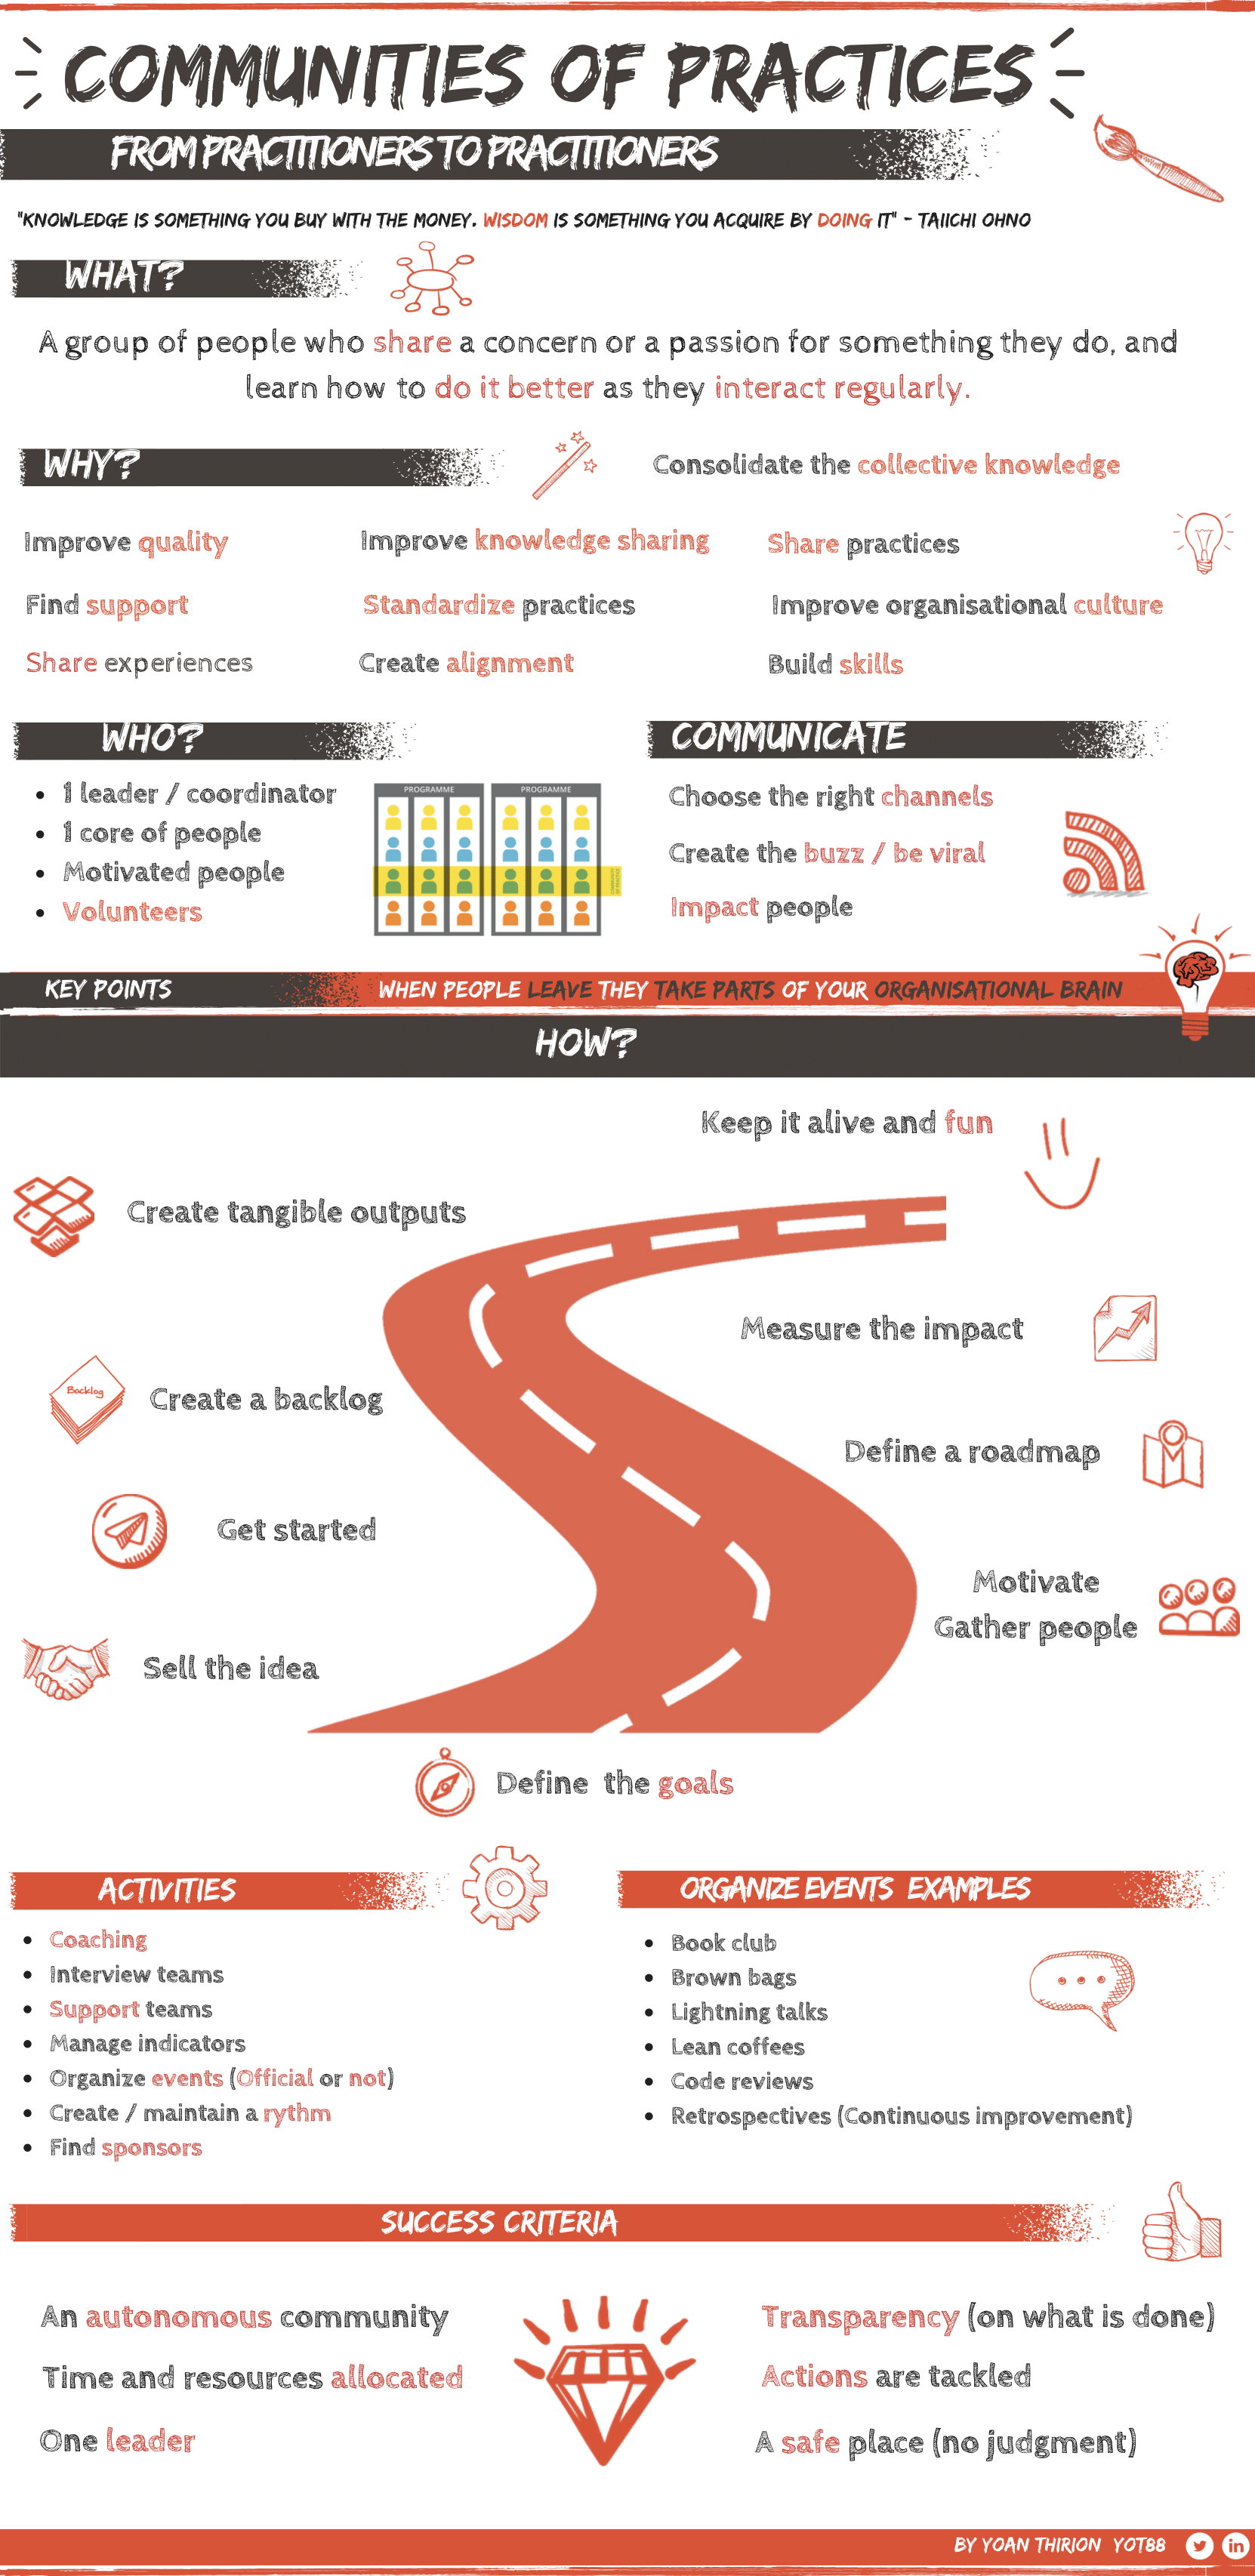 COMMUNITIES OF PRACTICES
FROM PRACTITIONERS TO PRACTITIONERS
"KNOWLEDGE IS SOMETHING YOU BUY WITH THE MONEY. WISDOM IS SOMETHING YOU ACQUIRE BY DOING IT" - TAIICHI OHNO
WHAT?
A group of people who share a concern or a passion for something they do, and
learn how to do it better as they interact regularly.
WHY?
Consolidate the collective knowledge
Improve quality
Improve knowledge sharing
Share practices
Find support
Standardize practices
Improve organisational culture
Share experiences
Create alignment
Build skills
WHO?
1 leader / coordinator
1 core of people
Motivated people
Volunteers
PROGRAMME
PROGRAMME
COMMUNICATE
Choose the right channels
Create the buzz / be viral
Impact people
KEY POINTS
WHEN PEOPLE LEAVE THEY TAKE PARTS OF YOUR ORGANISATIONAL BRAIN
HOW?
Keep it alive and fun
Create tangible outputs
Measure the impact
Backlog
Create a backlog
Define a roadmap
Get started
Motivate
Gather people
Sell the idea
Define the goals
ACTIVITIES
Coaching
Interview teams
Support teams
Manage indicators
Organize events (Official or not)
Create / maintain a rythm
Find sponsors
ORGANIZE EVENTS EXAMPLES
Book club
Brown bags
Lightning talks
Lean coffees
Code reviews
Retrospectives (Continuous improvement)
SUCCESS CRITERIA
An autonomous community
Time and resources allocated
One leader
Transparency (on what is done)
Actions are tackled
A safe place (no judgment)
BY YOAN THIRION YOT88
in